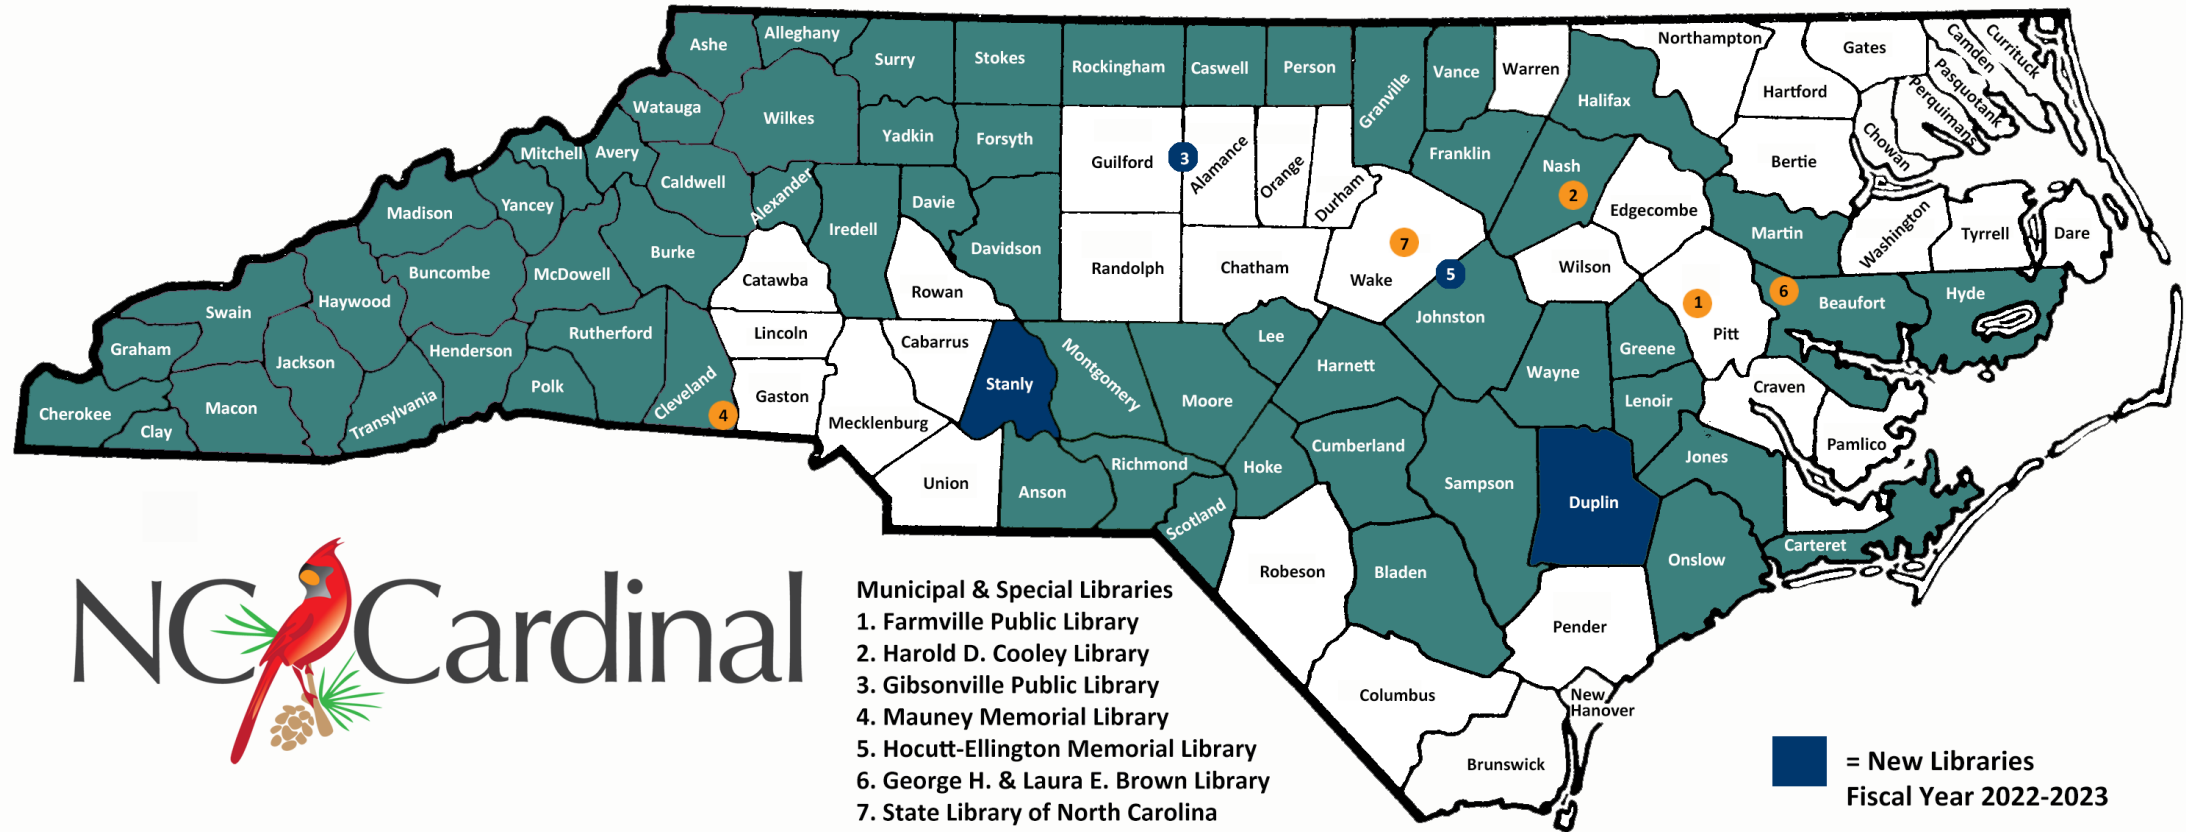 Ashe
Alleghany
Surry
Stokes
Rockingham
Caswell
Person
Granville
Vance
Warren
Halifax
Northampton
Gates
Hartford
Camden
Currituck
Pasquotank
Perquimans
Chowan
Bertie
Watauga
Wilkes
Yadkin
Forsyth
Guilford
3
Alamance
Orange
Durham
Franklin
Nash
2
Edgecombe
Martin
Washington
Tyrrell
Dare
Mitchell
Avery
Caldwell
Alexander
Iredell
Davie
Davidson
Randolph
Chatham
7
Wake
5
Wilson
Madison
Yancey
Buncombe
McDowell
Burke
Catawba
Rowan
Johnston
1
Pitt
6
Beaufort
Hyde
Swain
Haywood
Graham
Jackson
Henderson
Rutherford
Lincoln
Cabarrus
Stanly
Montgomery
Moore
Lee
Harnett
Wayne
Greene
Lenoir
Craven
Pamlico
Cherokee
Clay
Macon
Transylvania
Polk
Cleveland
4
Gaston
Mecklenburg
Union
Anson
Richmond
Scotland
Hoke
Cumberland
Sampson
Duplin
Jones
Onslow
Carteret
Robeson
Bladen
Pender
Columbus
New
Hanover
Brunswick
NC Cardinal
Municipal & Special Libraries
1. Farmville Public Library
2. Harold D. Cooley Library
3. Gibsonville Public Library
4. Mauney Memorial Library
5. Hocutt-Ellington Memorial Library
6. George H. & Laura E. Brown Library
7. State Library of North Carolina
= New Libraries
Fiscal Year 2022-2023